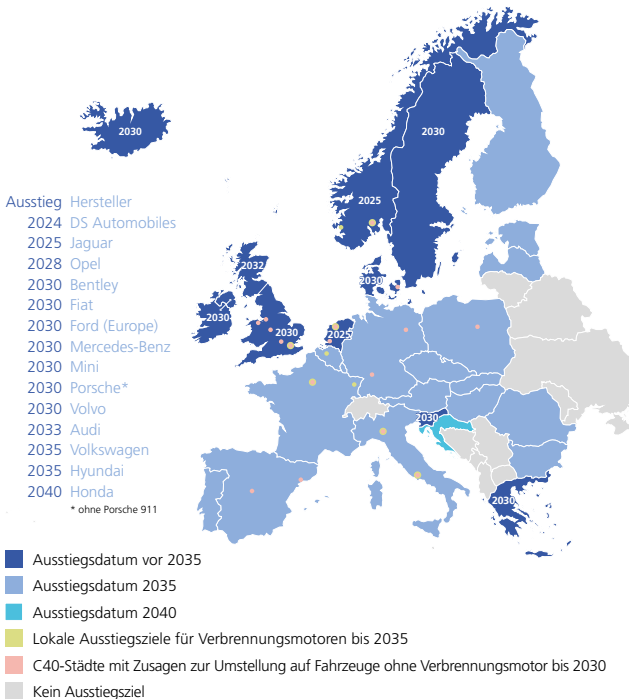 2030
2030
2025
Ausstieg Hersteller
2024 DS Automobiles
2025 Jaguar
2028 Opel
2030 Bentley
2030 Fiat
2030 Ford (Europe)
2030 Mercedes-Benz
2030 Mini
2030 Porsche*
2030 Volvo
2033 Audi
2035 Volkswagen
2035 Hyundai
2040 Honda
* ohne Porsche 911
2032
2030
2030
2030
2025
2030
2030
Ausstiegsdatum vor 2035
Ausstiegsdatum 2035
Ausstiegsdatum 2040
Lokale Ausstiegsziele für Verbrennungsmotoren bis 2035
C40-Städte mit Zusagen zur Umstellung auf Fahrzeuge ohne Verbrennungsmotor bis 2030
Kein Ausstiegsziel